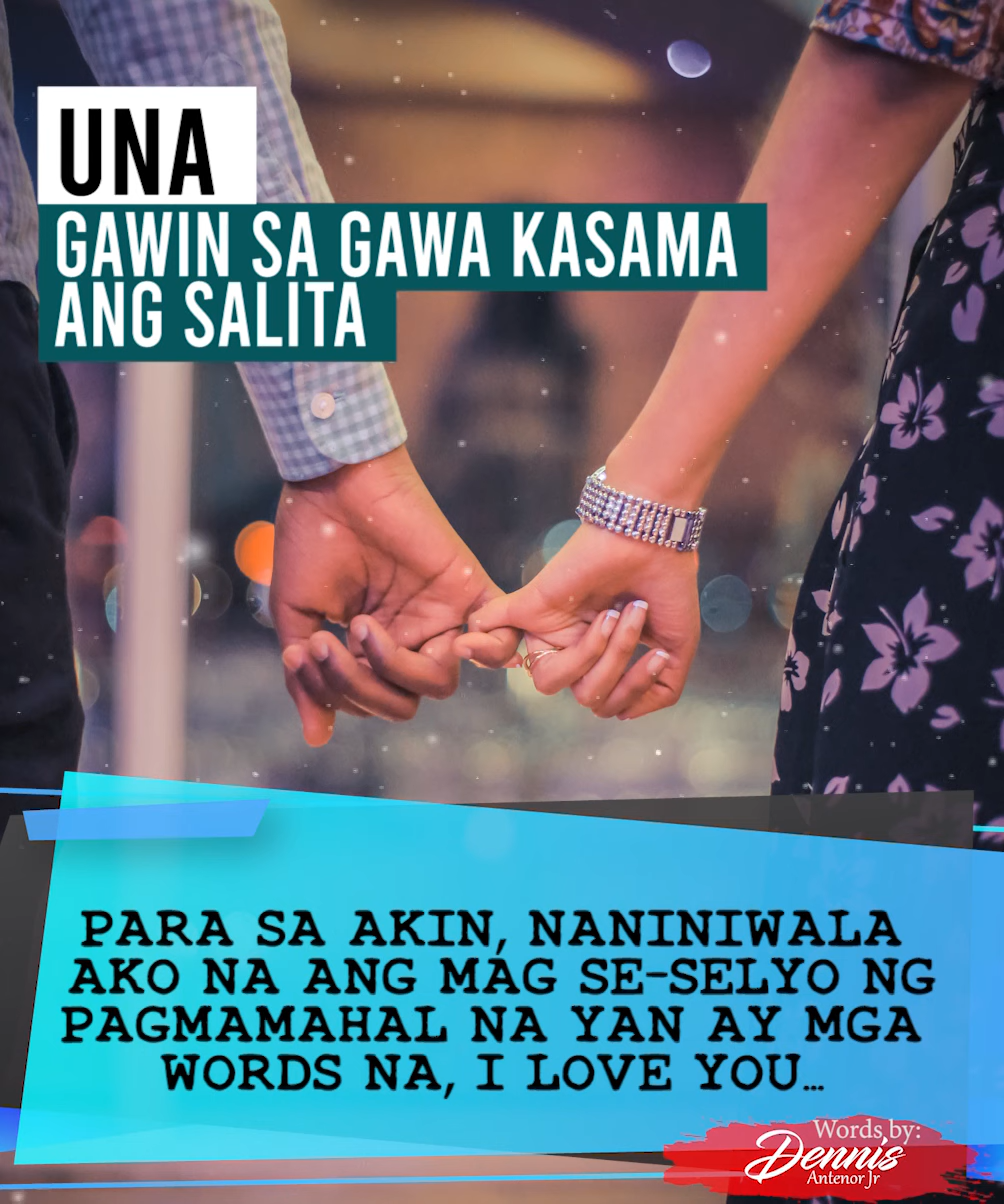 UNA
GAWIN SA GAWA KASAMA
ANG SALITA
PARA SA AKIN, NANINIWALA
AKO NA ANG MAG SE-SELYO NG
PAGMAMAHAL NA YAN AY MGA
WORDS NA, I LOVE YOU...
Words by:
Dennis
Antenor Jr